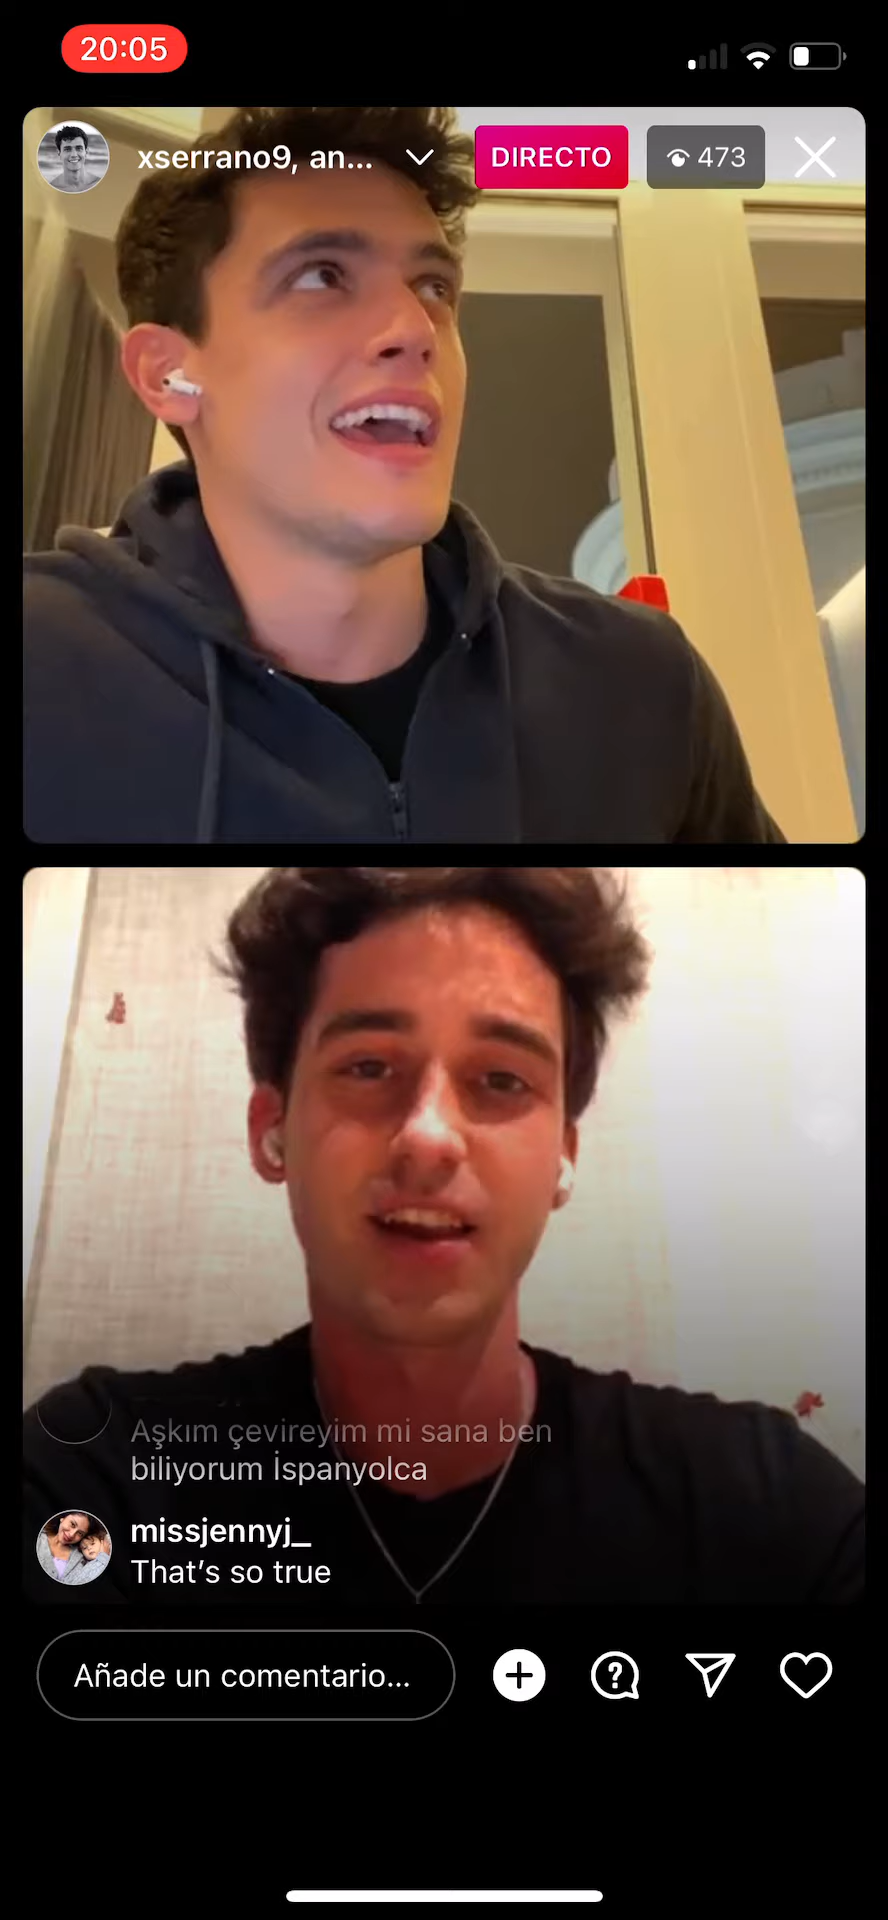 20:05
xserrano9, an...
DIRECTO
473
Aşkım çevireyim mi sana ben
biliyorum İspanyolca
missjennyj_
That's so true
Añade un comentario...